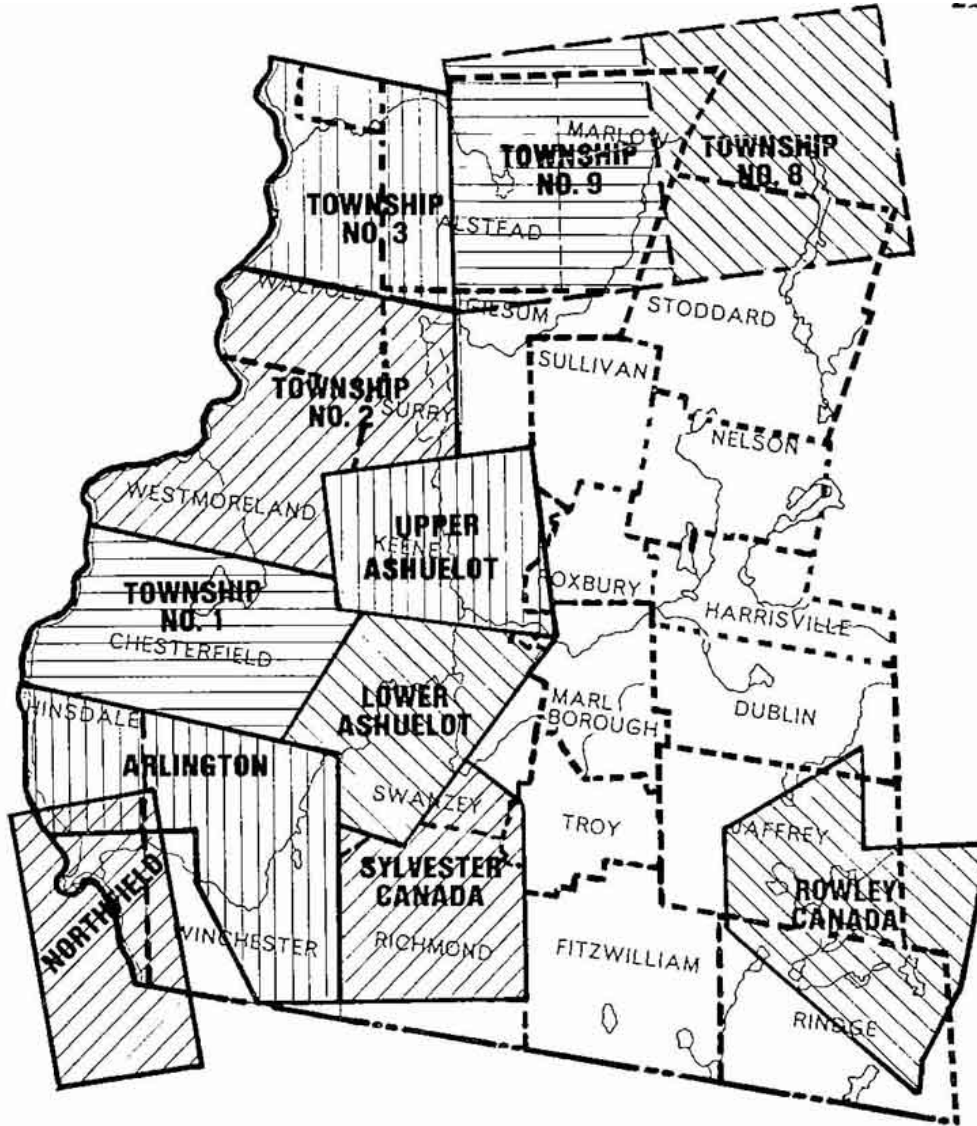 MARLOW
TOWNSHIP
NO. 9
TOWNSHIP
NO. 8
TOWNSHIP
NO. 3
ALSTEAD
WALPOLE
GILSUM
STODDARD
SULLIVAN
TOWNSHIP
NO. 2
SURRY
NELSON
WESTMORELAND
UPPER
KEENE
ASHUELOT
TOWNSHIP
NO. 1
ROXBURY
HARRISVILLE
CHESTERFIELD
LOWER
ASHUELOT
MARL
BOROUGH
DUBLIN
HINSDALE
ARLINGTON
SWANZEY
TROY
JAFFREY
SYLVESTER
CANADA
ROWLEY
CANADA
NORTHFIELD
WINCHESTER
RICHMOND
FITZWILLIAM
RINDGE